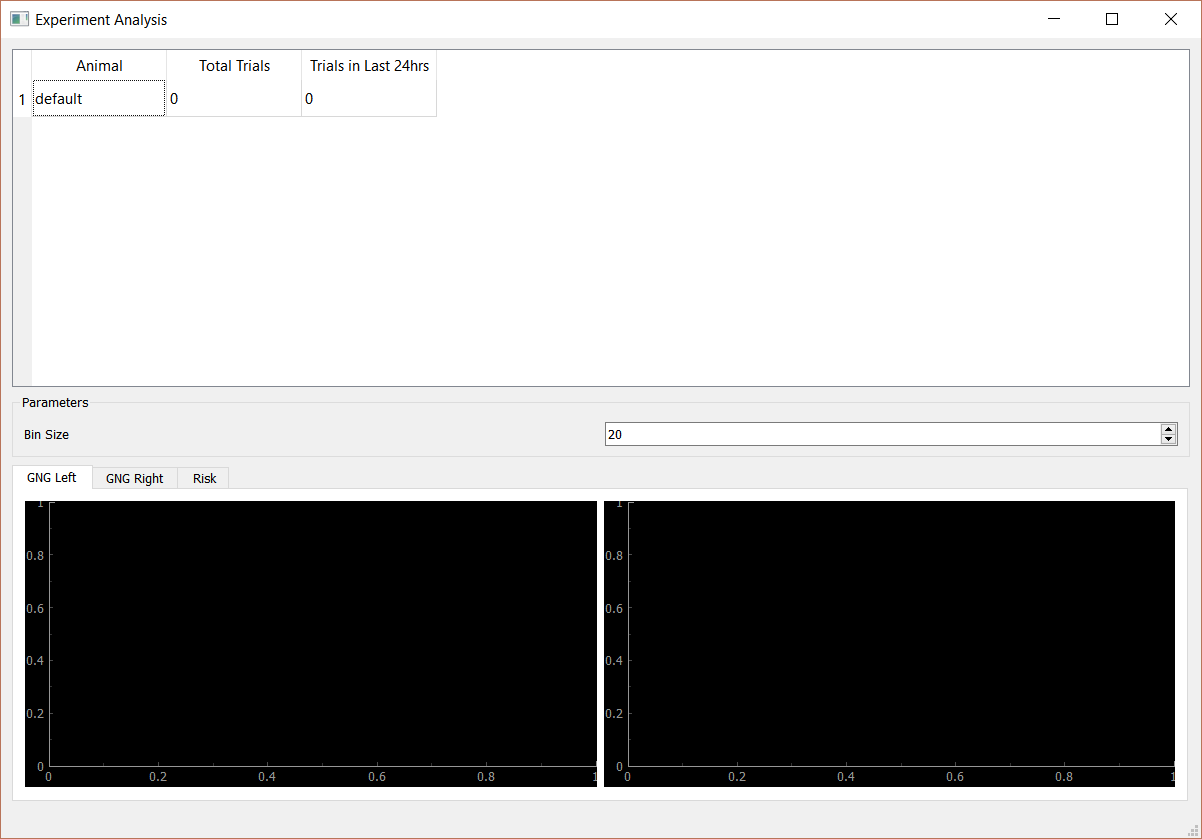 Experiment Analysis
Animal Total Trials Trials in Last 24hrs
1 default 0 0
Parameters
Bin Size 20
GNG Left GNG Right Risk
1 1
0.8 0.8
0.6 0.6
0.4 0.4
0.2 0.2
0 0
0 0.2 0.4 0.6 0.8 1 0 0.2 0.4 0.6 0.8 1